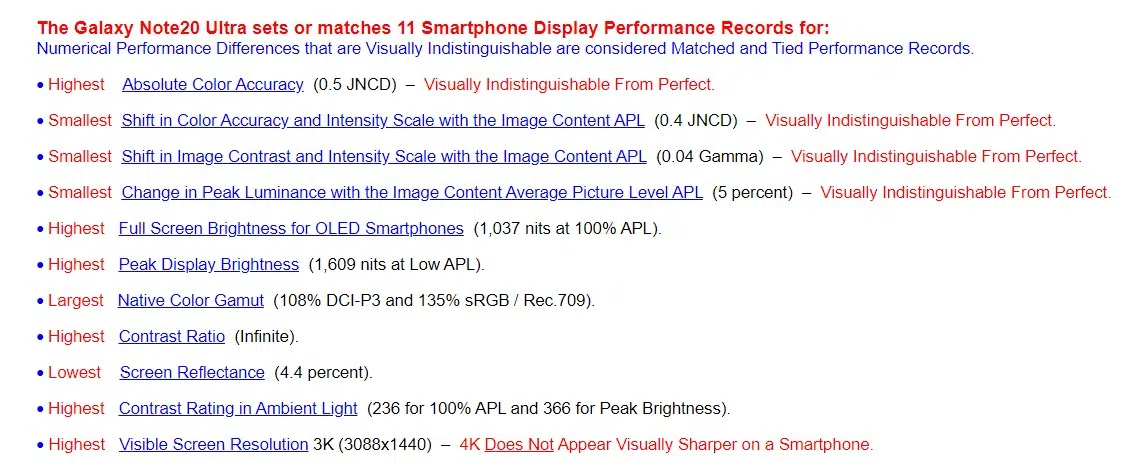 The Galaxy Note20 Ultra sets or matches 11 Smartphone Display Performance Records for:
Numerical Performance Differences that are Visually Indistinguishable are considered Matched and Tied Performance Records.
• Highest Absolute Color Accuracy (0.5 JNCD) – Visually Indistinguishable From Perfect.
• Smallest Shift in Color Accuracy and Intensity Scale with the Image Content APL (0.4 JNCD) – Visually Indistinguishable From Perfect.
• Smallest Shift in Image Contrast and Intensity Scale with the Image Content APL (0.04 Gamma) – Visually Indistinguishable From Perfect.
• Smallest Change in Peak Luminance with the Image Content Average Picture Level APL (5 percent) – Visually Indistinguishable From Perfect.
• Highest Full Screen Brightness for OLED Smartphones (1,037 nits at 100% APL).
• Highest Peak Display Brightness (1,609 nits at Low APL).
• Largest Native Color Gamut (108% DCI-P3 and 135% sRGB / Rec.709).
• Highest Contrast Ratio (Infinite).
• Lowest Screen Reflectance (4.4 percent).
• Highest Contrast Rating in Ambient Light (236 for 100% APL and 366 for Peak Brightness).
• Highest Visible Screen Resolution 3K (3088x1440) – 4K Does Not Appear Visually Sharper on a Smartphone.